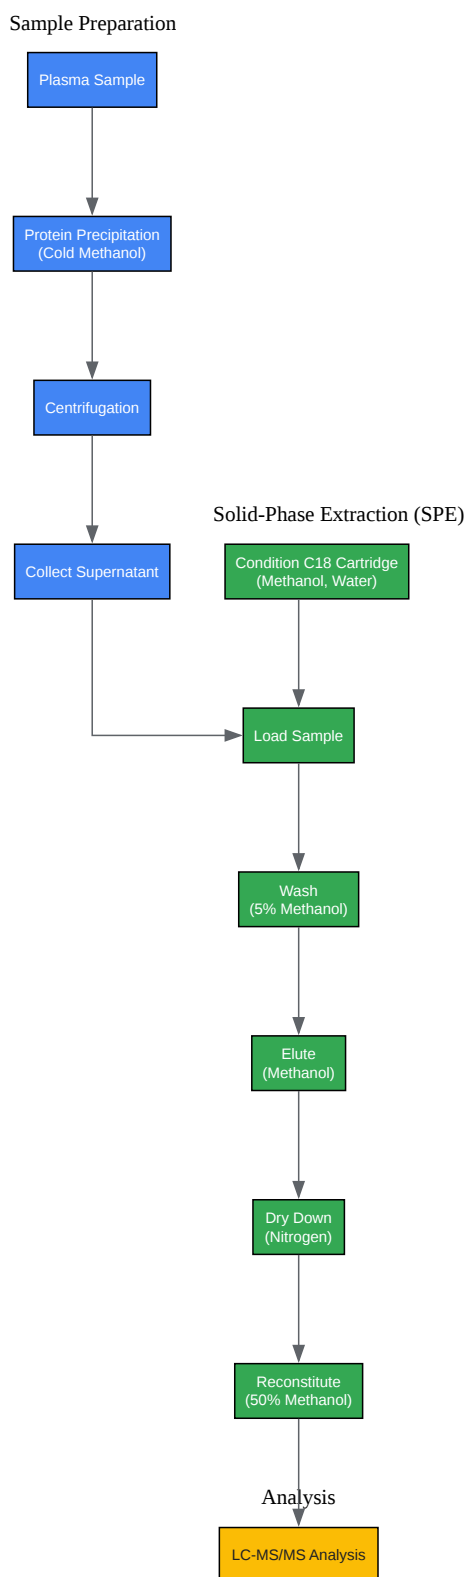 Sample Preparation
Plasma Sample
Protein Precipitation
(Cold Methanol)
Centrifugation
Collect Supernatant
Solid-Phase Extraction (SPE)
Condition C18 Cartridge
(Methanol, Water)
Load Sample
Wash
(5% Methanol)
Elute
(Methanol)
Dry Down
(Nitrogen)
Reconstitute
(50% Methanol)
Analysis
LC-MS/MS Analysis